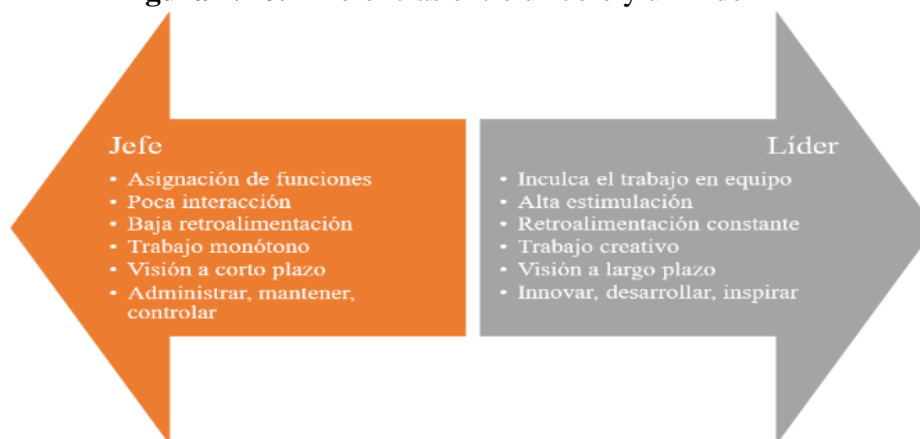 Jefe
• Asignación de funciones
• Poca interacción
• Baja retroalimentación
• Trabajo monótono
• Visión a corto plazo
• Administrar, mantener,
controlar
Líder
• Inculca el trabajo en equipo
• Alta estimulación
• Retroalimentación constante
• Trabajo creativo
• Visión a largo plazo
• Innovar, desarrollar, inspirar